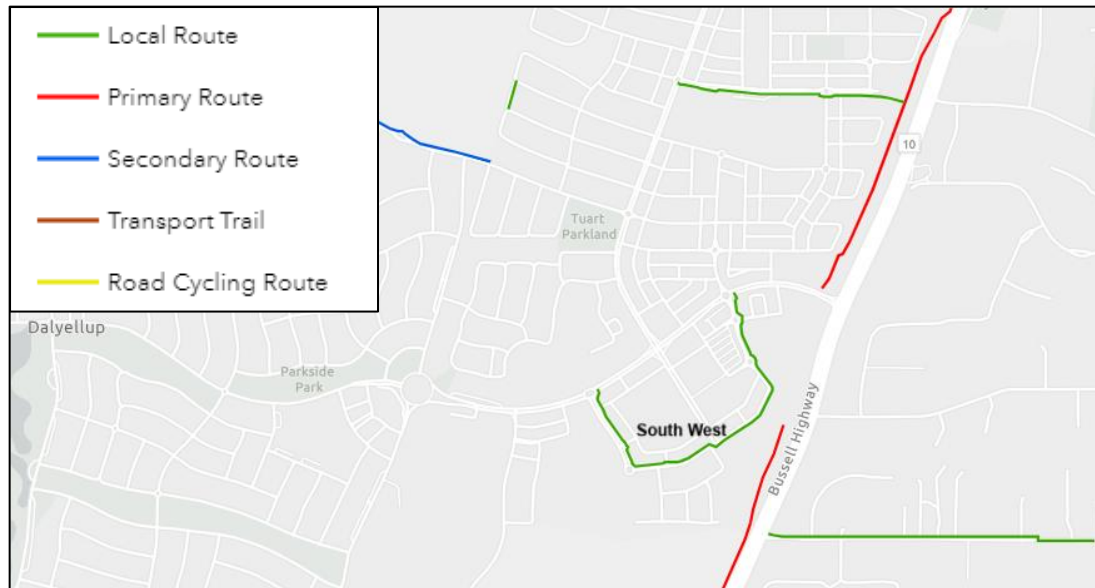 Local Route
Primary Route
Secondary Route
Transport Trail
Road Cycling Route
10
Tuart
Parkland
Dalyellup
Parkside
Park
South West
Bussell Highway